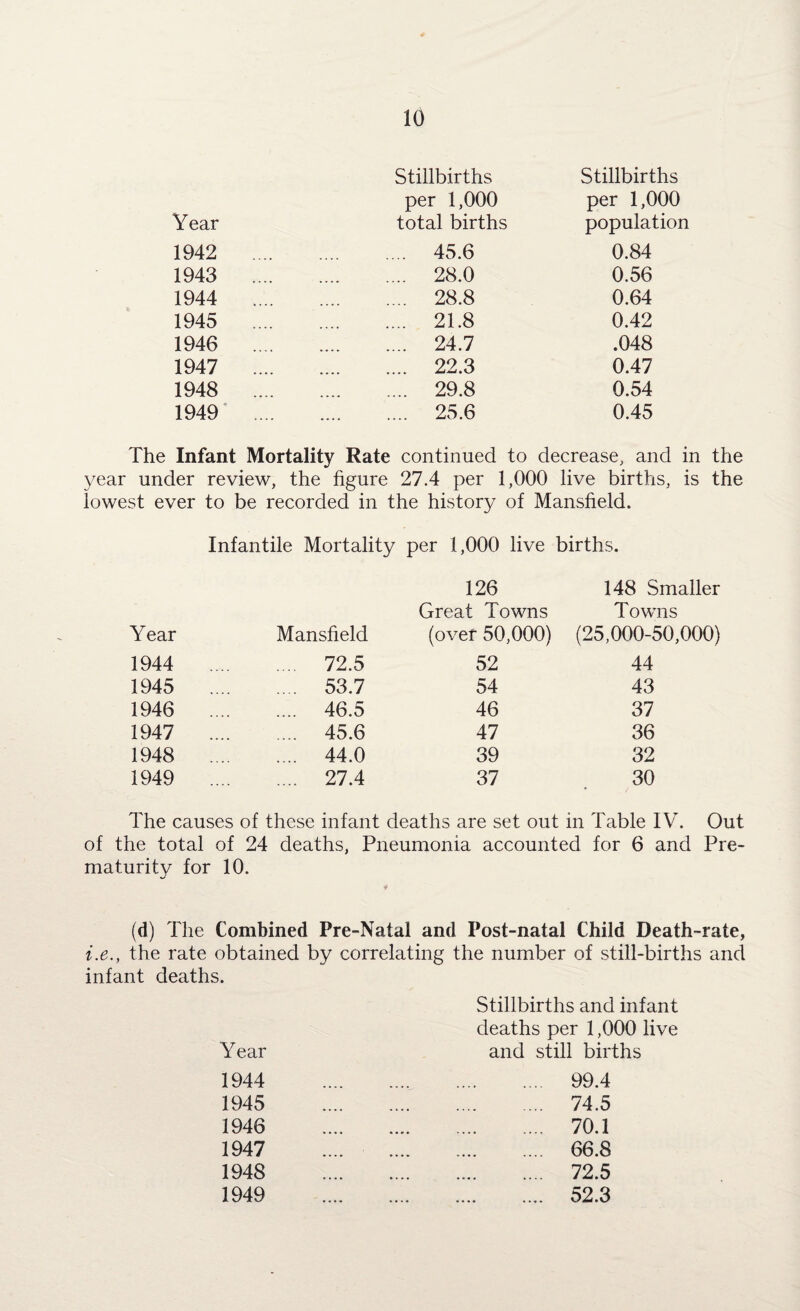 10
Stillbirths Stillbirths
per 1,000 per 1,000
Year total births population
1942 .... .... .... 45.6 0.84
1943 .... .... .... 28.0 0.56
1944 .... .... .... 28.8 0.64
1945 .... .... .... 21.8 0.42
1946 .... .... .... 24.7 .048
1947 .... .... .... 22.3 0.47
1948 .... .... .... 29.8 0.54
1949 .... .... .... 25.6 0.45
The Infant Mortality Rate continued to decrease, and in the
year under review, the figure 27.4 per 1,000 live births, is the
lowest ever to be recorded in the history of Mansfield.
Infantile Mortality per 1,000 live births.
126 148 Smaller
Great Towns Towns
Year Mansfield (over 50,000) (25,000-50,000)
1944 .... .... 72.5 52 44
1945 .... .... 53.7 54 43
1946 .... .... 46.5 46 37
1947 .... .... 45.6 47 36
1948 .... .... 44.0 39 32
1949 .... .... 27.4 37 30
The causes of these infant deaths are set out in Table IV. Out
of the total of 24 deaths, Pneumonia accounted for 6 and Pre-
maturity for 10.
(d) The Combined Pre-Natal and Post-natal Child Death-rate,
i.e., the rate obtained by correlating the number of still-births and
infant deaths.
Stillbirths and infant
deaths per 1,000 live
Year and still births
1944 .... .... .... .... 99.4
1945 .... .... .... .... 74.5
1946 .... .... .... .... 70.1
1947 .... .... .... .... 66.8
1948 .... .... .... .... 72.5
1949 .... .... .... .... 52.3